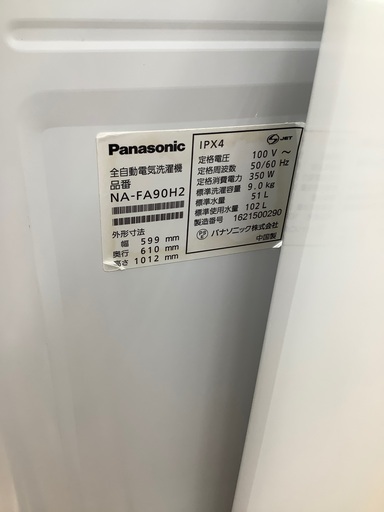 Panasonic
全自動電気洗濯機
品番
NA-FA90H2
外形寸法
幅 599 mm
奥行 610 mm
高さ 1012 mm
IPX4
JET
定格電圧 100 V ～
定格周波数 50/60 Hz
定格消費電力 350 W
標準洗濯容量 9.0 kg
標準水量 51 L
標準使用水量 102 L
製造番号 1621500290
パナソニック株式会社
中国製